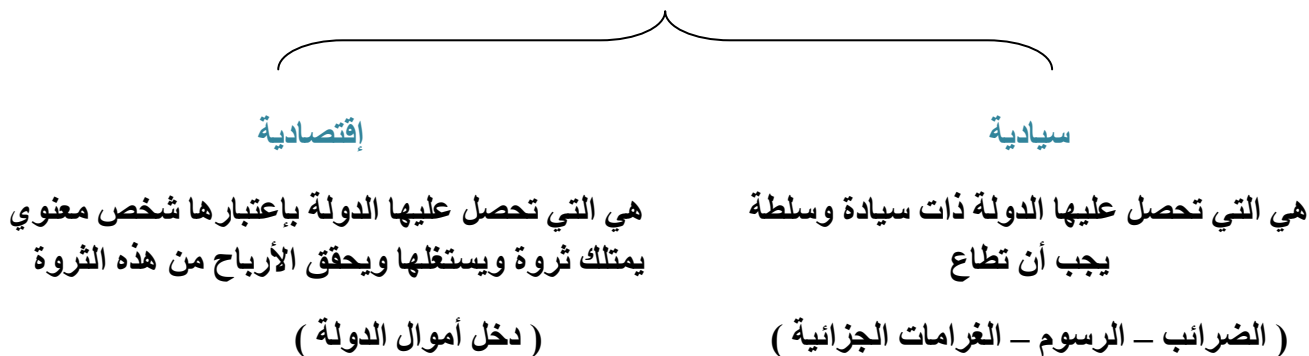 سيادية
هي التي تحصل عليها الدولة ذات سيادة وسلطة
يجب أن تطاع
( الضرائب – الرسوم – الغرامات الجزائية )
إقتصادية
هي التي تحصل عليها الدولة بإعتبارها شخص معنوي
يمتلك ثروة ويستغلها ويحقق الأرباح من هذه الثروة
( دخل أموال الدولة )